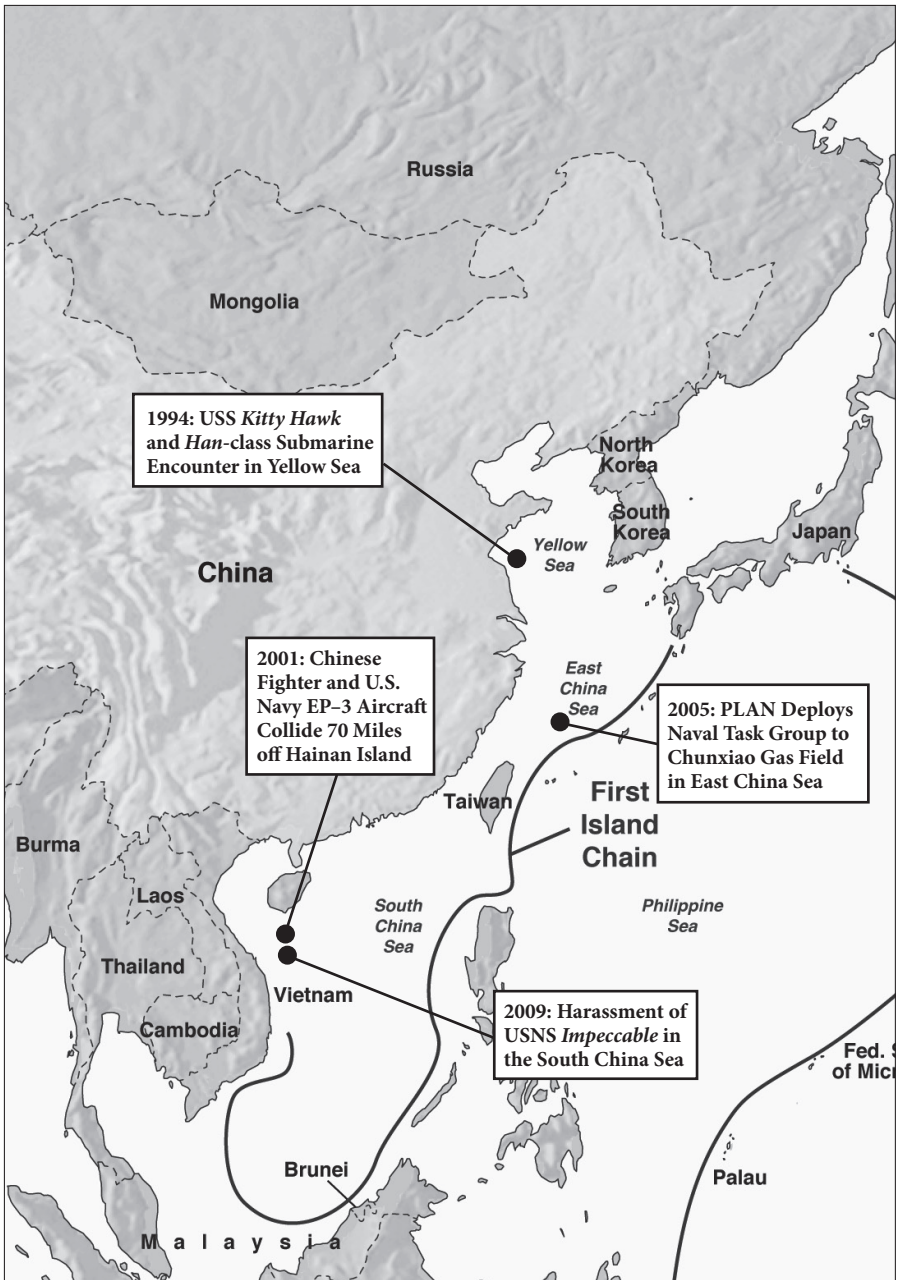 Russia
Mongolia
1994: USS Kitty Hawk
and Han-class Submarine
Encounter in Yellow Sea
North
Korea
South
Korea
Japan
Yellow
Sea
China
2001: Chinese
Fighter and U.S.
Navy EP–3 Aircraft
Collide 70 Miles
off Hainan Island
East
China
Sea
2005: PLAN Deploys
Naval Task Group to
Chunxiao Gas Field
in East China Sea
Taiwan
First
Island
Chain
Burma
Laos
South
China
Sea
Philippine
Sea
Thailand
Vietnam
Cambodia
2009: Harassment of
USNS Impeccable in
the South China Sea
Fed. S
of Micr
Brunei
Palau
Malaysia